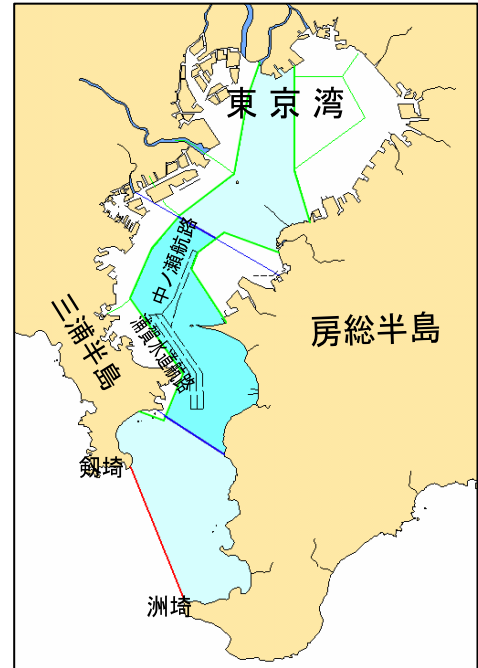 東京湾
中ノ瀬航路
三浦半島
浦賀水道航路
房総半島
剱埼
洲埼